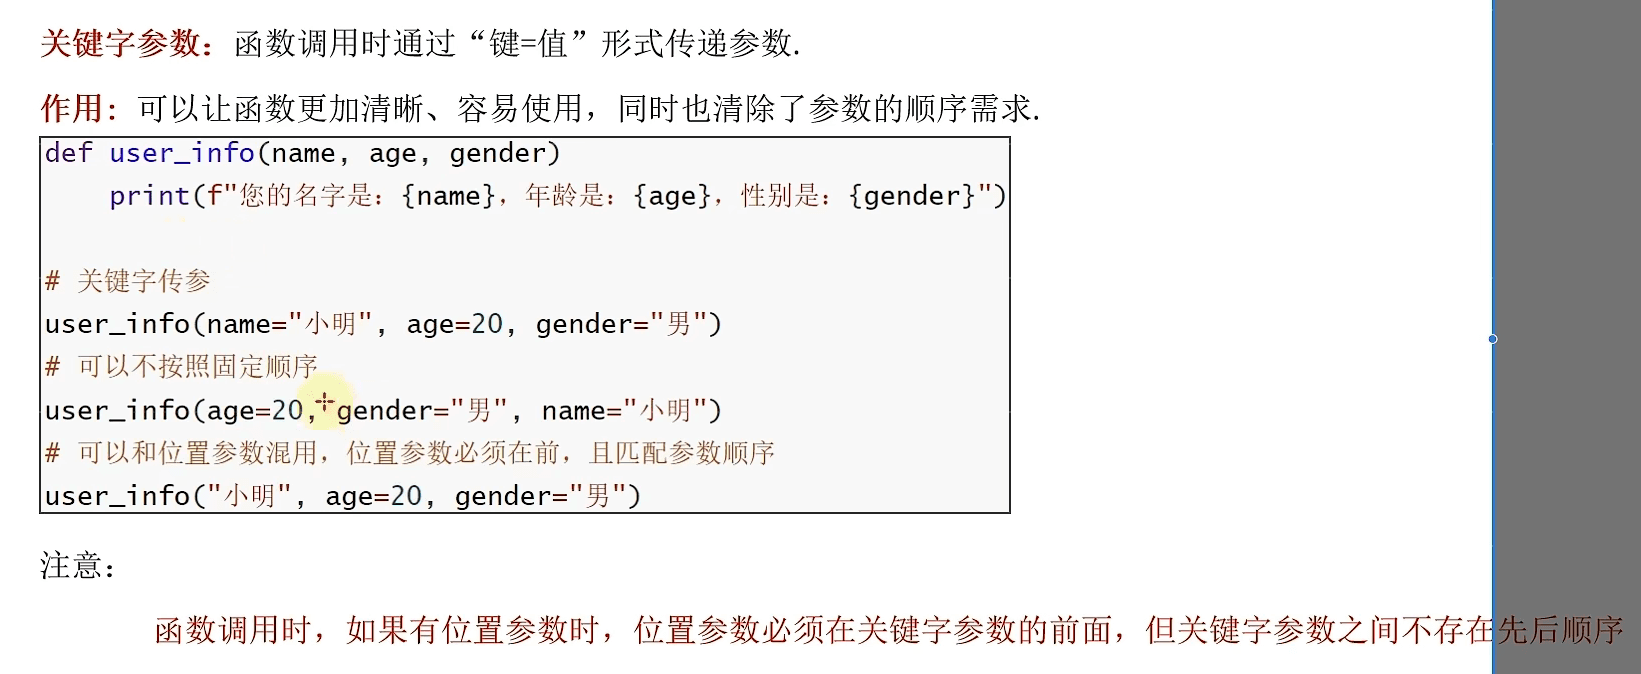 关键字参数：函数调用时通过“键=值”形式传递参数.
作用：可以让函数更加清晰、容易使用，同时也清除了参数的顺序需求.
def user_info(name, age, gender)
    print(f"您的名字是：{name}，年龄是：{age}，性别是：{gender}")
# 关键字传参
user_info(name="小明", age=20, gender="男")
# 可以不按照固定顺序
user_info(age=20, gender="男", name="小明")
# 可以和位置参数混用，位置参数必须在前，且匹配参数顺序
user_info("小明", age=20, gender="男")
注意：
函数调用时，如果有位置参数时，位置参数必须在关键字参数的前面，但关键字参数之间不存在先后顺序